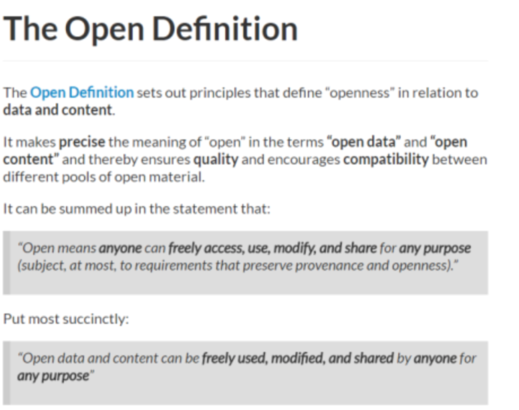 The Open Definition
The Open Definition sets out principles that define “openness” in relation to
data and content.
It makes precise the meaning of “open” in the terms “open data” and “open
content” and thereby ensures quality and encourages compatibility between
different pools of open material.
It can be summed up in the statement that:
“Open means anyone can freely access, use, modify, and share for any purpose
(subject, at most, to requirements that preserve provenance and openness).”
Put most succinctly:
“Open data and content can be freely used, modified, and shared by anyone for
any purpose”